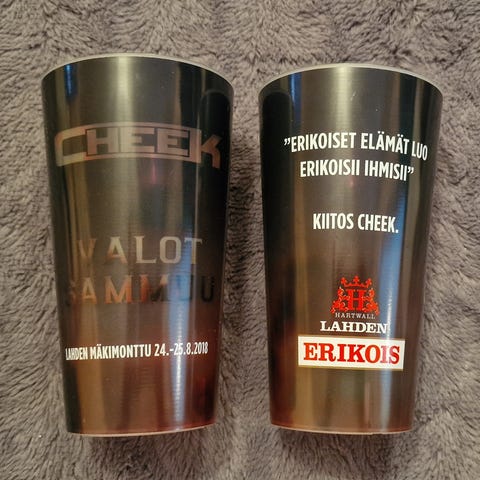 CHEEK
VALOT
SAMMUU
LAHDEN MÄKIMONTTU 24.-25.8.2018
"ERIKOISET ELÄMÄT LUO
ERIKOISII IHMISII"
KIITOS CHEEK.
H
HARTWALL
LAHDEN
ERIKOIS